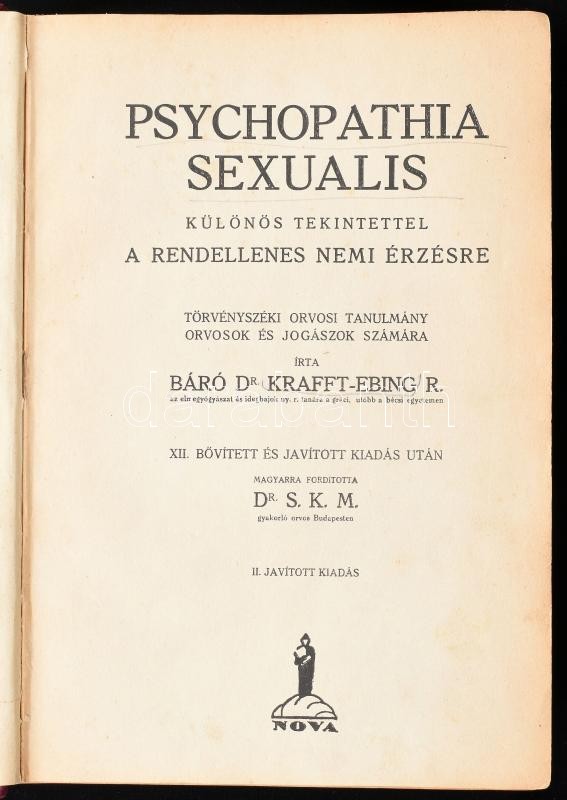 PSYCHOPATHIA
SEXUALIS
KÜLÖNÖS TEKINTETTEL
A RENDELLENES NEMI ÉRZÉSRE
TÖRVÉNYSZÉKI ORVOSI TANULMÁNY
ORVOSOK ÉS JOGÁSZOK SZÁMÁRA
ÍRTA
BÁRÓ DR. KRAFFT-EBING R.
az elmegyógyászat és idegbajok ny. r. tanára a gráci, utóbb a bécsi egyetemen
XII. BŐVÍTETT ÉS JAVÍTOTT KIADÁS UTÁN
MAGYARRA FORDÍTOTTA
DR. S. K. M.
gyakorló orvos Budapesten
II. JAVÍTOTT KIADÁS
NOVA
darabanth